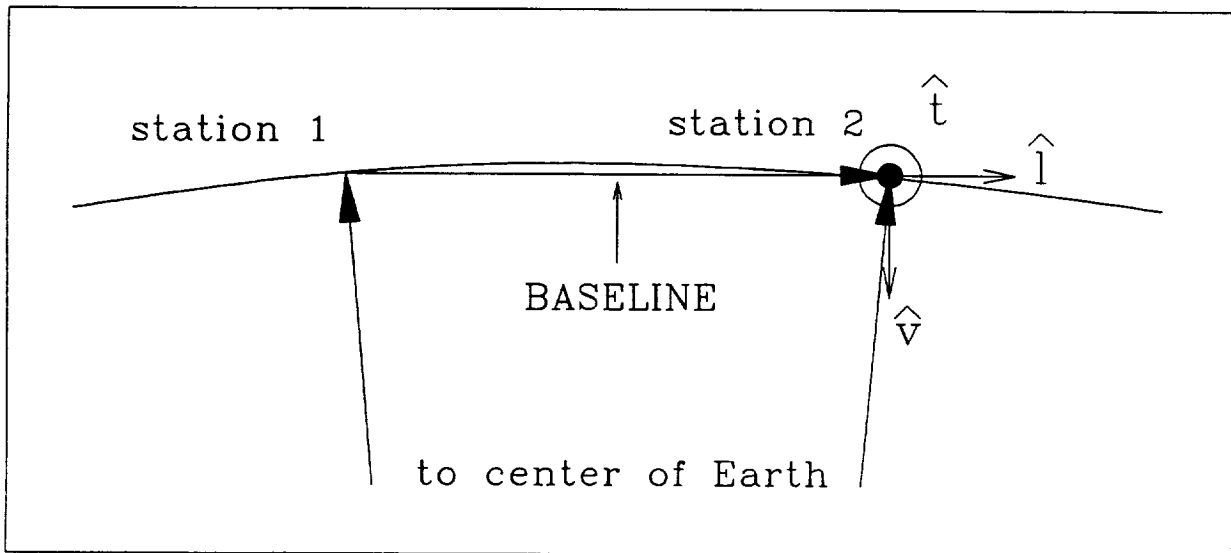 station 1
station 2
t̂
l̂
BASELINE
v̂
to center of Earth